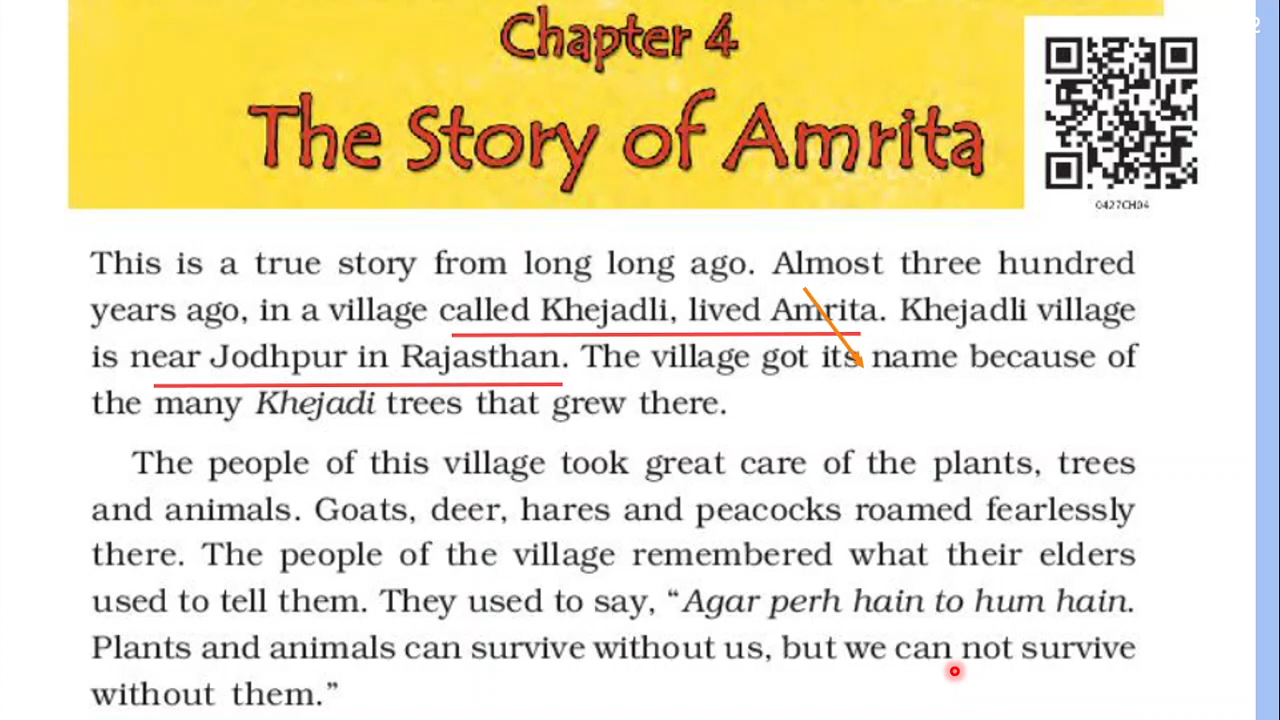 Chapter 4
The Story of Amrita
2
0427CH04
This is a true story from long long ago. Almost three hundred
years ago, in a village called Khejadli, lived Amrita. Khejadli village
is near Jodhpur in Rajasthan. The village got its name because of
the many Khejadi trees that grew there.
The people of this village took great care of the plants, trees
and animals. Goats, deer, hares and peacocks roamed fearlessly
there. The people of the village remembered what their elders
used to tell them. They used to say, “Agar perh hain to hum hain.
Plants and animals can survive without us, but we can not survive
without them.”